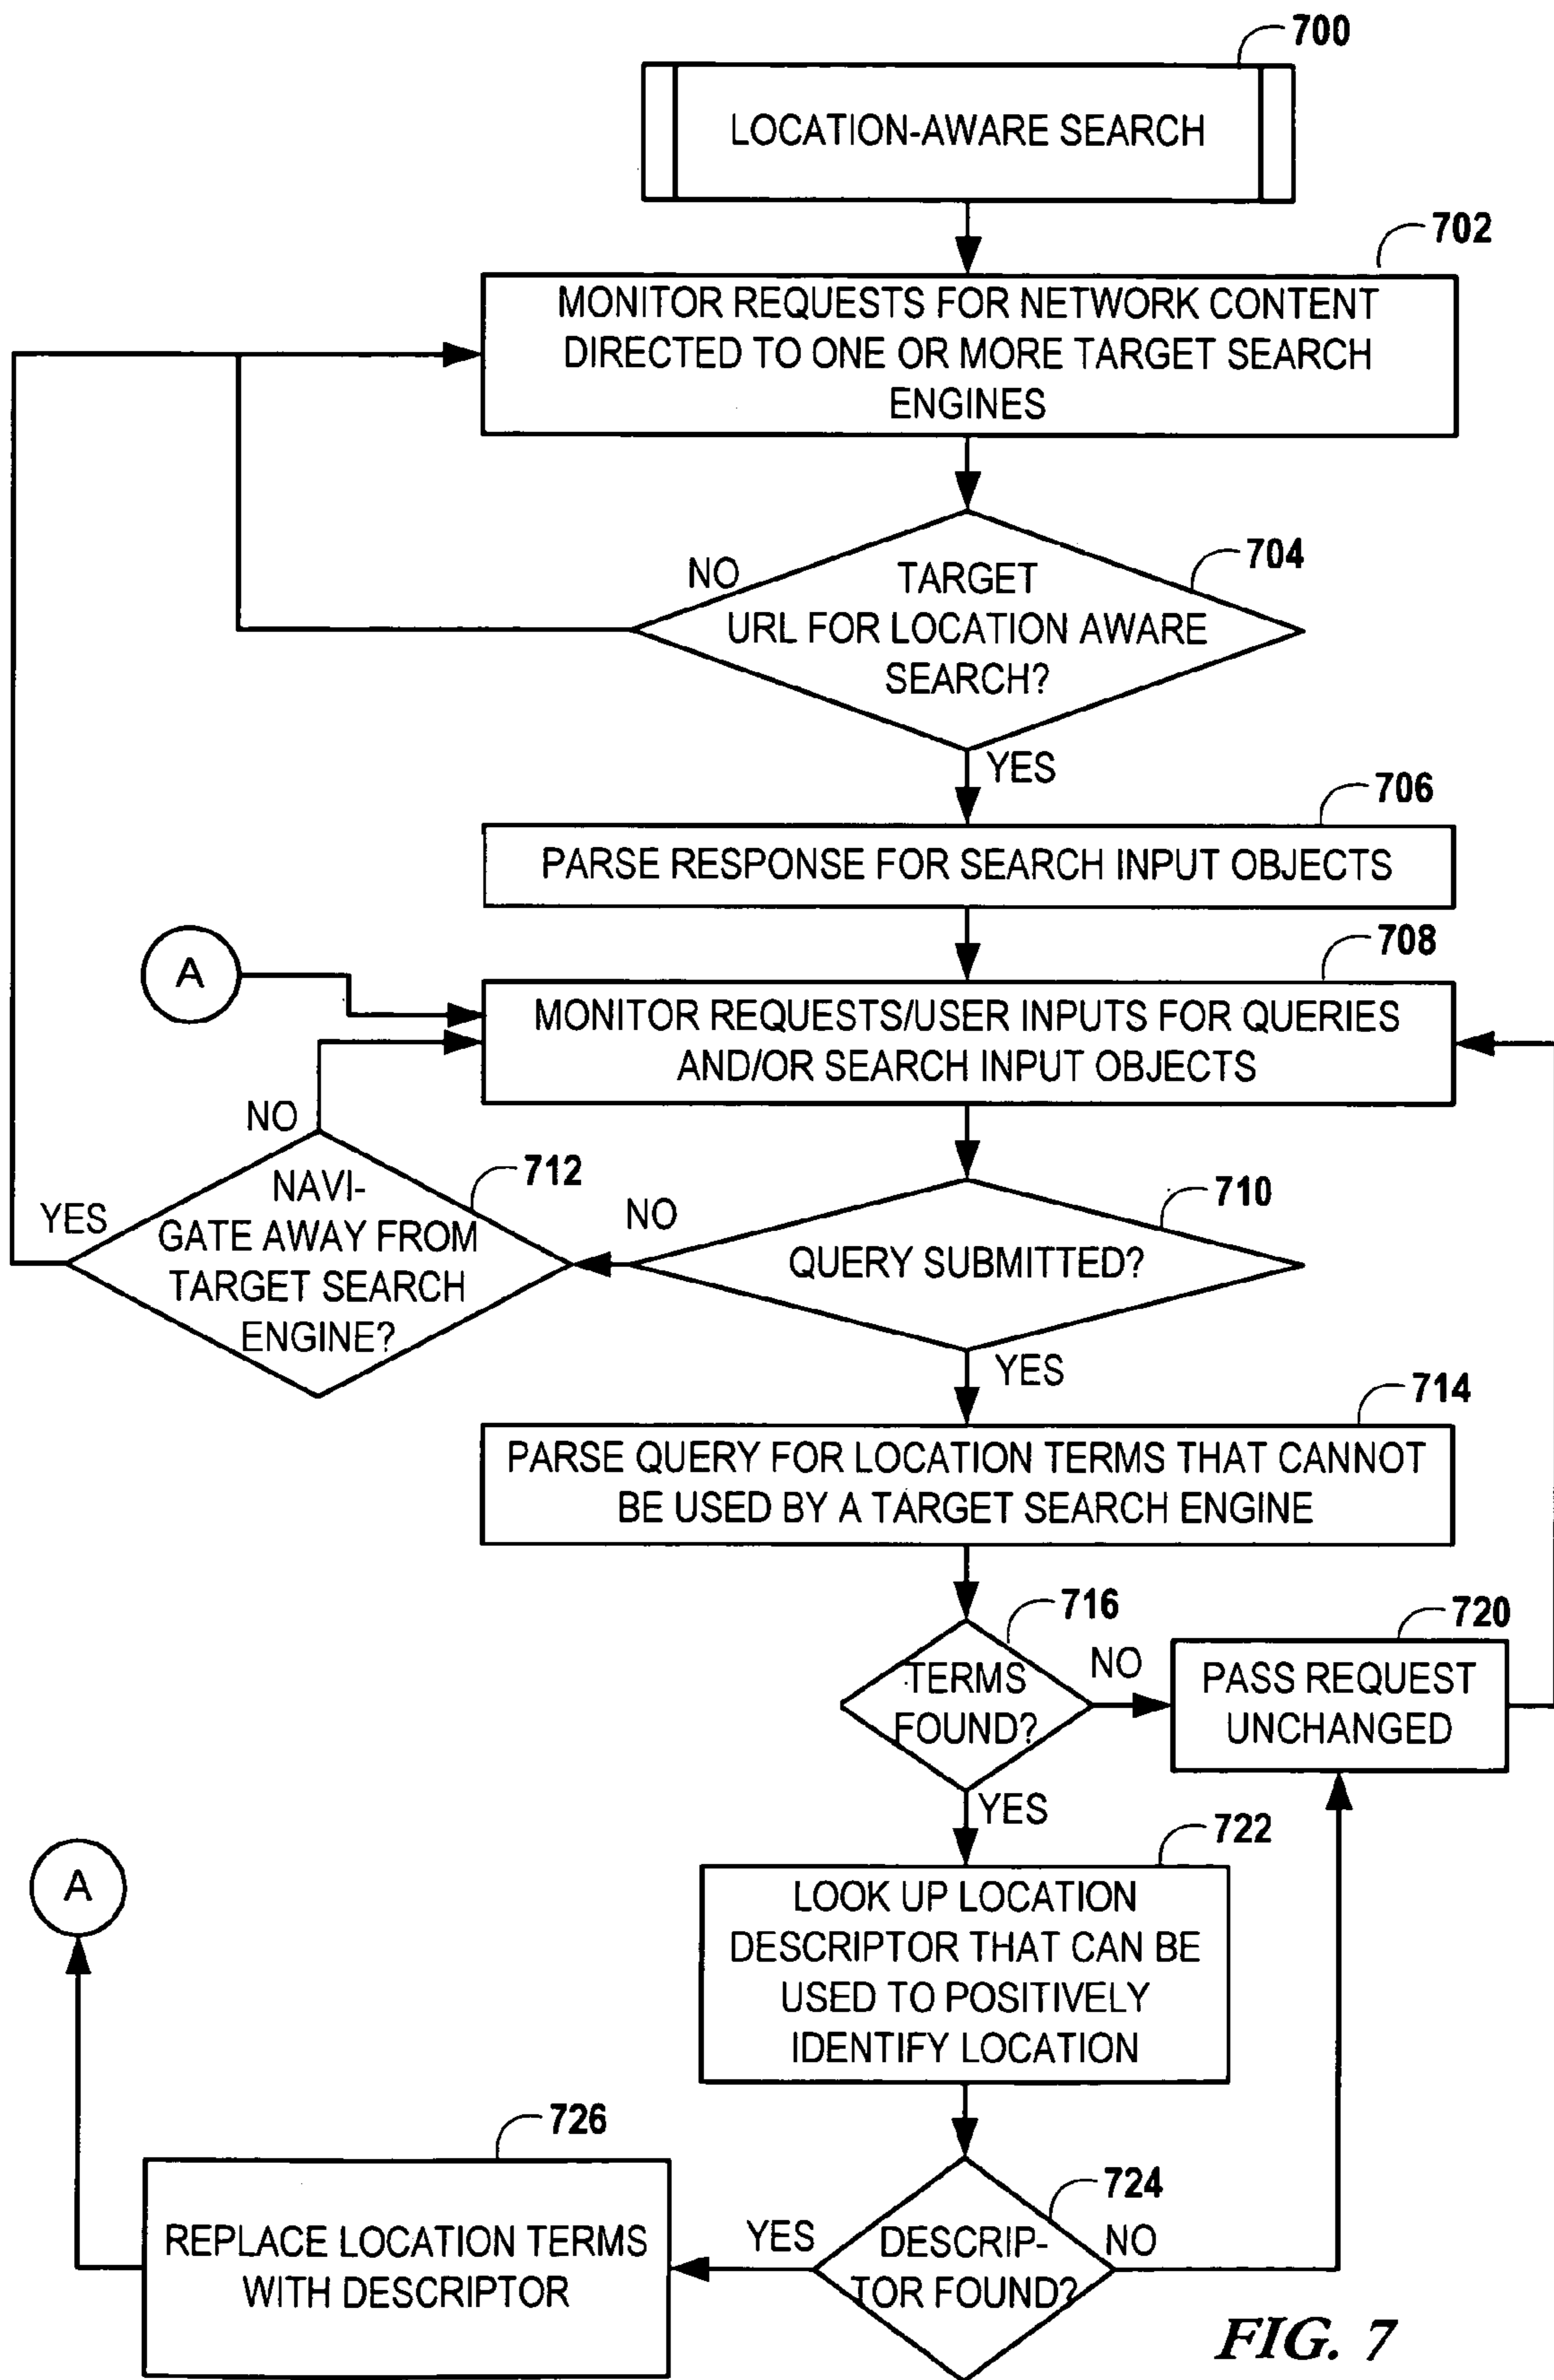 700
LOCATION-AWARE SEARCH
702
MONITOR REQUESTS FOR NETWORK CONTENT
DIRECTED TO ONE OR MORE TARGET SEARCH
ENGINES
704
NO
TARGET
URL FOR LOCATION AWARE
SEARCH?
YES
706
PARSE RESPONSE FOR SEARCH INPUT OBJECTS
A
708
MONITOR REQUESTS/USER INPUTS FOR QUERIES
AND/OR SEARCH INPUT OBJECTS
NO
712
NAVI-
GATE AWAY FROM
TARGET SEARCH
ENGINE?
YES
NO
710
QUERY SUBMITTED?
YES
714
PARSE QUERY FOR LOCATION TERMS THAT CANNOT
BE USED BY A TARGET SEARCH ENGINE
716
TERMS
FOUND?
NO
720
PASS REQUEST
UNCHANGED
YES
722
LOOK UP LOCATION
DESCRIPTOR THAT CAN BE
USED TO POSITIVELY
IDENTIFY LOCATION
A
726
REPLACE LOCATION TERMS
WITH DESCRIPTOR
YES
724
DESCRIP-
TOR FOUND?
NO
FIG. 7